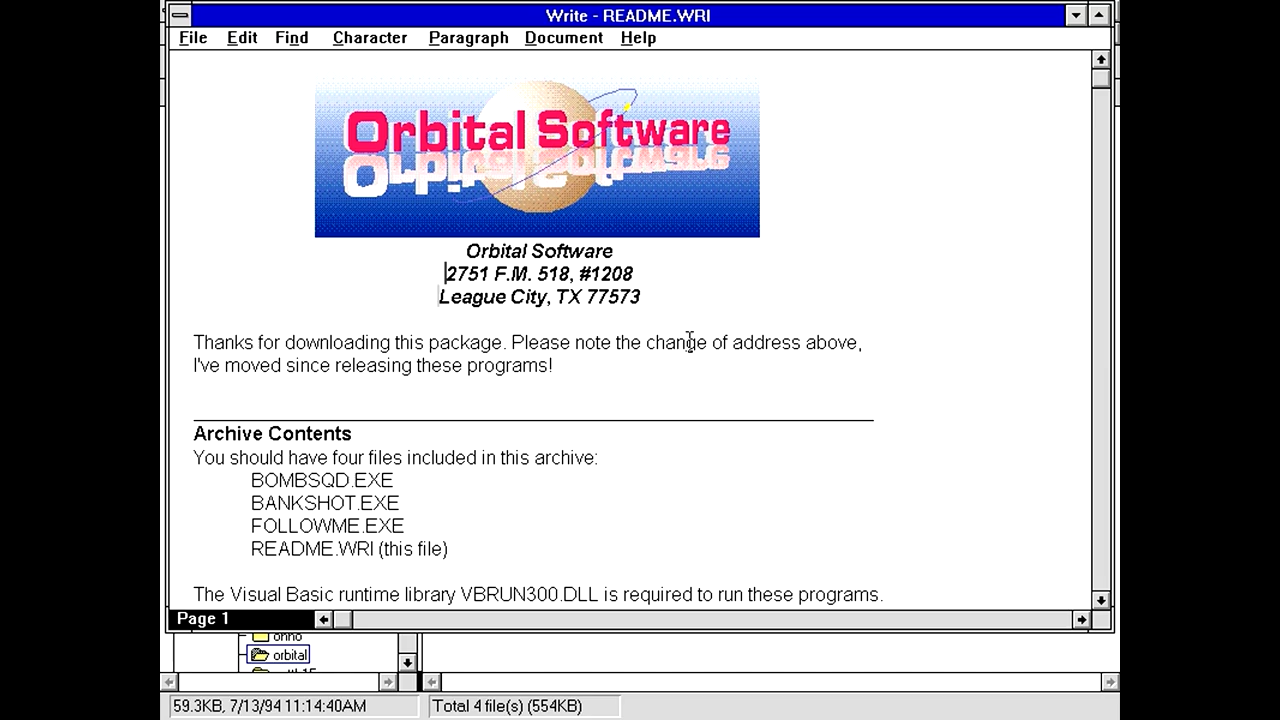 Write - README.WRI
File Edit Find Character Paragraph Document Help
Orbital Software
Orbital Software
2751 F.M. 518, #1208
League City, TX 77573
Thanks for downloading this package. Please note the change of address above,
I've moved since releasing these programs!
Archive Contents
You should have four files included in this archive:
BOMBSQD.EXE
BANKSHOT.EXE
FOLLOWME.EXE
README.WRI (this file)
The Visual Basic runtime library VBRUN300.DLL is required to run these programs.
Page 1
orbital
59.3KB, 7/13/94 11:14:40AM
Total 4 file(s) (554KB)